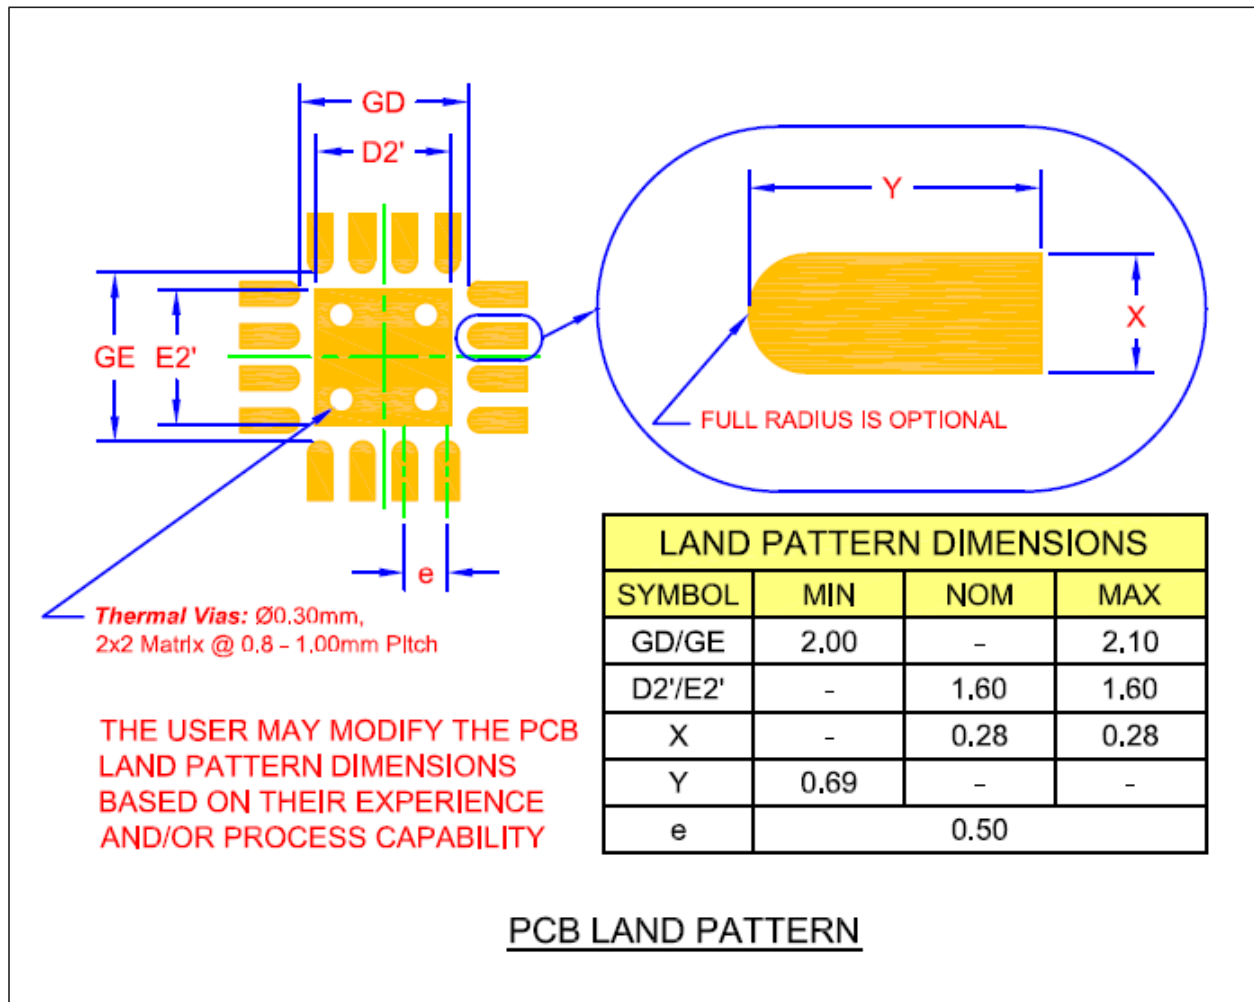 GD
D2'
Y
GE
E2'
X
FULL RADIUS IS OPTIONAL
e
Thermal Vias: Ø0.30mm,
2x2 Matrix @ 0.8 – 1.00mm Pitch
THE USER MAY MODIFY THE PCB
LAND PATTERN DIMENSIONS
BASED ON THEIR EXPERIENCE
AND/OR PROCESS CAPABILITY
LAND PATTERN DIMENSIONS
SYMBOL MIN NOM MAX
GD/GE 2.00 - 2.10
D2'/E2' - 1.60 1.60
X - 0.28 0.28
Y 0.69 - -
e 0.50
PCB LAND PATTERN